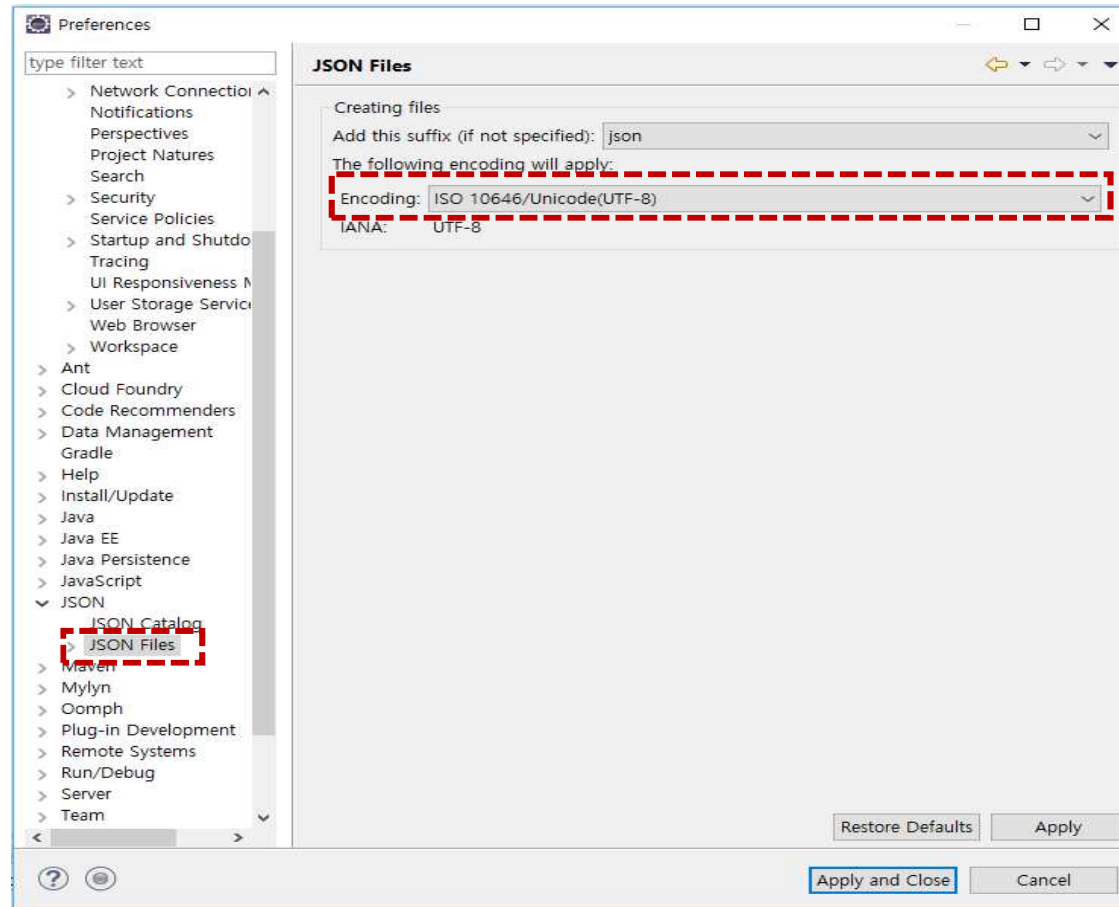 Preferences
type filter text
JSON Files
Network Connectio
Notifications
Perspectives
Project Natures
Search
Security
Service Policies
Startup and Shutdo
Tracing
UI Responsiveness M
User Storage Servic
Web Browser
Workspace
Ant
Cloud Foundry
Code Recommenders
Data Management
Gradle
Help
Install/Update
Java
Java EE
Java Persistence
JavaScript
JSON
JSON Catalog
JSON Files
Maven
Mylyn
Oomph
Plug-in Development
Remote Systems
Run/Debug
Server
Team
Creating files
Add this suffix (if not specified): json
The following encoding will apply:
Encoding: ISO 10646/Unicode(UTF-8)
IANA: UTF-8
Restore Defaults Apply
Apply and Close Cancel